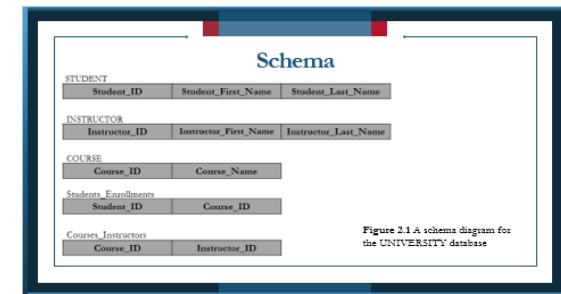 Schema
STUDENT
Student_ID Student_First_Name Student_Last_Name
INSTRUCTOR
Instructor_ID Instructor_First_Name Instructor_Last_Name
COURSE
Course_ID Course_Name
Students_Enrollments
Student_ID Course_ID
Courses_Instructors
Course_ID Instructor_ID
Figure 2.1 A schema diagram for
the UNIVERSITY database